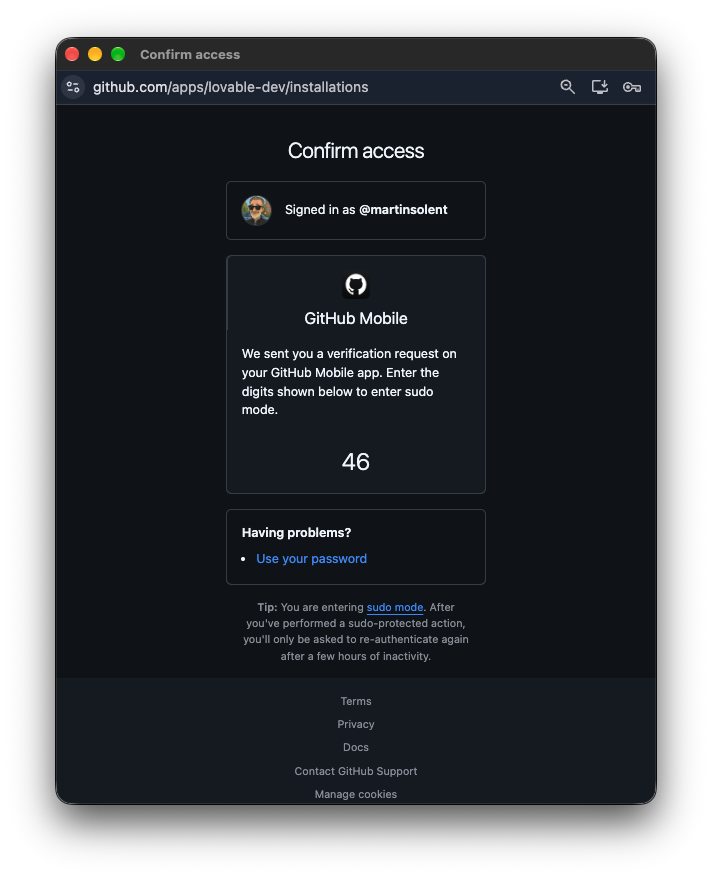 Confirm access
github.com/apps/lovable-dev/installations
Confirm access
Signed in as @martinsolent
GitHub Mobile
We sent you a verification request on
your GitHub Mobile app. Enter the
digits shown below to enter sudo
mode.
46
Having problems?
• Use your password
Tip: You are entering sudo mode. After
you've performed a sudo-protected action,
you'll only be asked to re-authenticate again
after a few hours of inactivity.
Terms
Privacy
Docs
Contact GitHub Support
Manage cookies